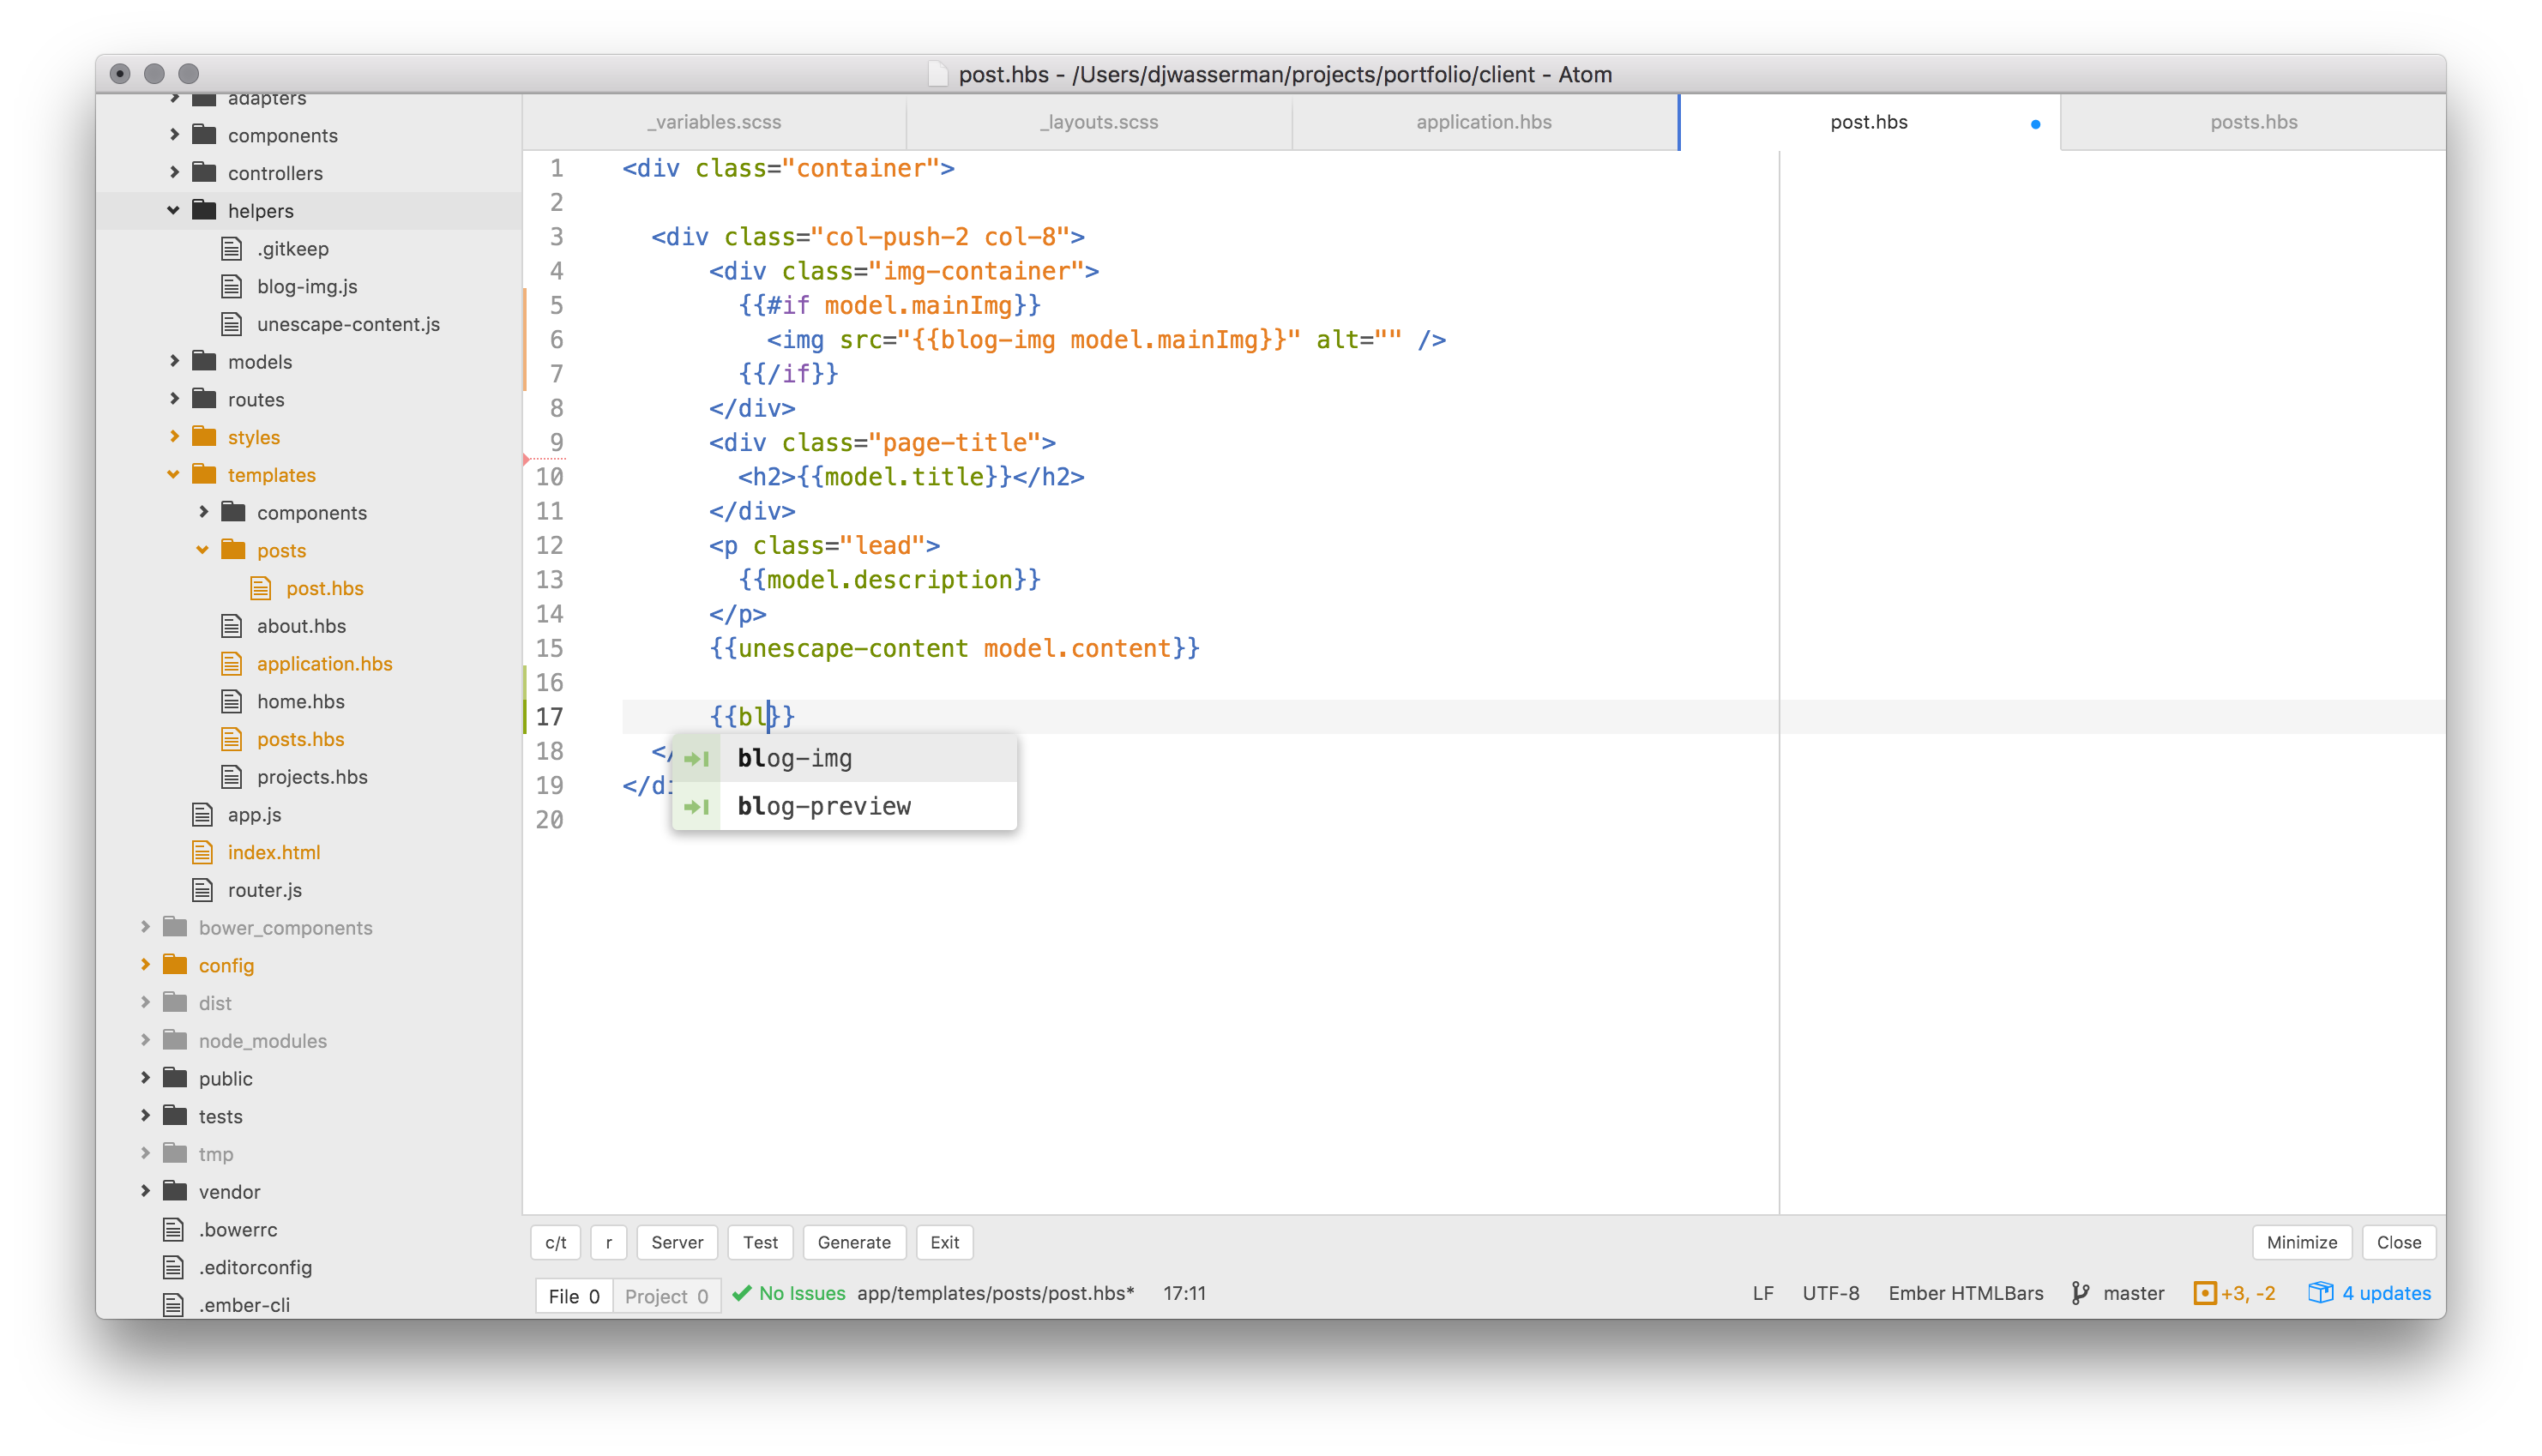 post.hbs - /Users/djwasserman/projects/portfolio/client - Atom
adapters
components
controllers
helpers
.gitkeep
blog-img.js
unescape-content.js
models
routes
styles
templates
components
posts
post.hbs
about.hbs
application.hbs
home.hbs
posts.hbs
projects.hbs
app.js
index.html
router.js
bower_components
config
dist
node_modules
public
tests
tmp
vendor
.bowerrc
.editorconfig
.ember-cli
_variables.scss
_layouts.scss
application.hbs
post.hbs
posts.hbs
1 <div class="container">
2
3 <div class="col-push-2 col-8">
4 <div class="img-container">
5 {{#if model.mainImg}}
6 <img src="{{blog-img model.mainImg}}" alt="" />
7 {{/if}}
8 </div>
9 <div class="page-title">
10 <h2>{{model.title}}</h2>
11 </div>
12 <p class="lead">
13 {{model.description}}
14 </p>
15 {{unescape-content model.content}}
16
17 {{bl}}
18 </
19 </di
20
blog-img
blog-preview
c/t r Server Test Generate Exit Minimize Close
File 0 Project 0 No Issues app/templates/posts/post.hbs* 17:11 LF UTF-8 Ember HTMLBars master +3, -2 4 updates